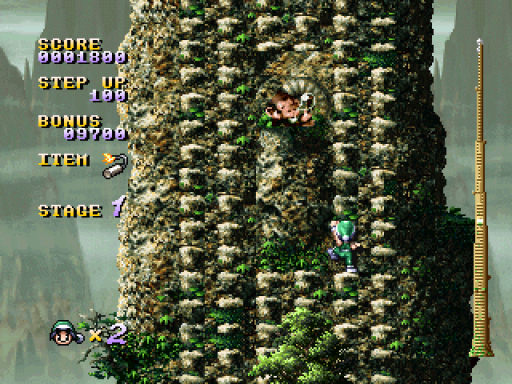 SCORE
0001800
STEP UP
100
BONUS
09700
ITEM
STAGE 1
×2